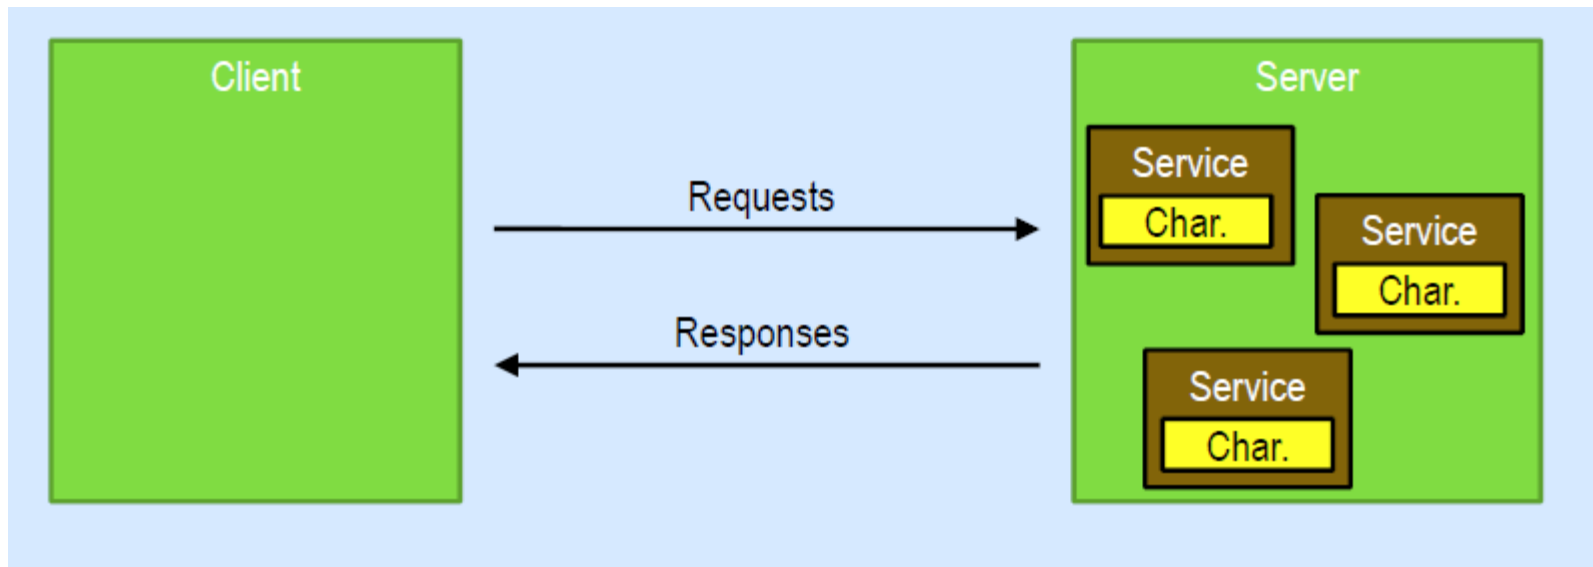 Client
Requests
Responses
Server
Service
Char.
Service
Char.
Service
Char.